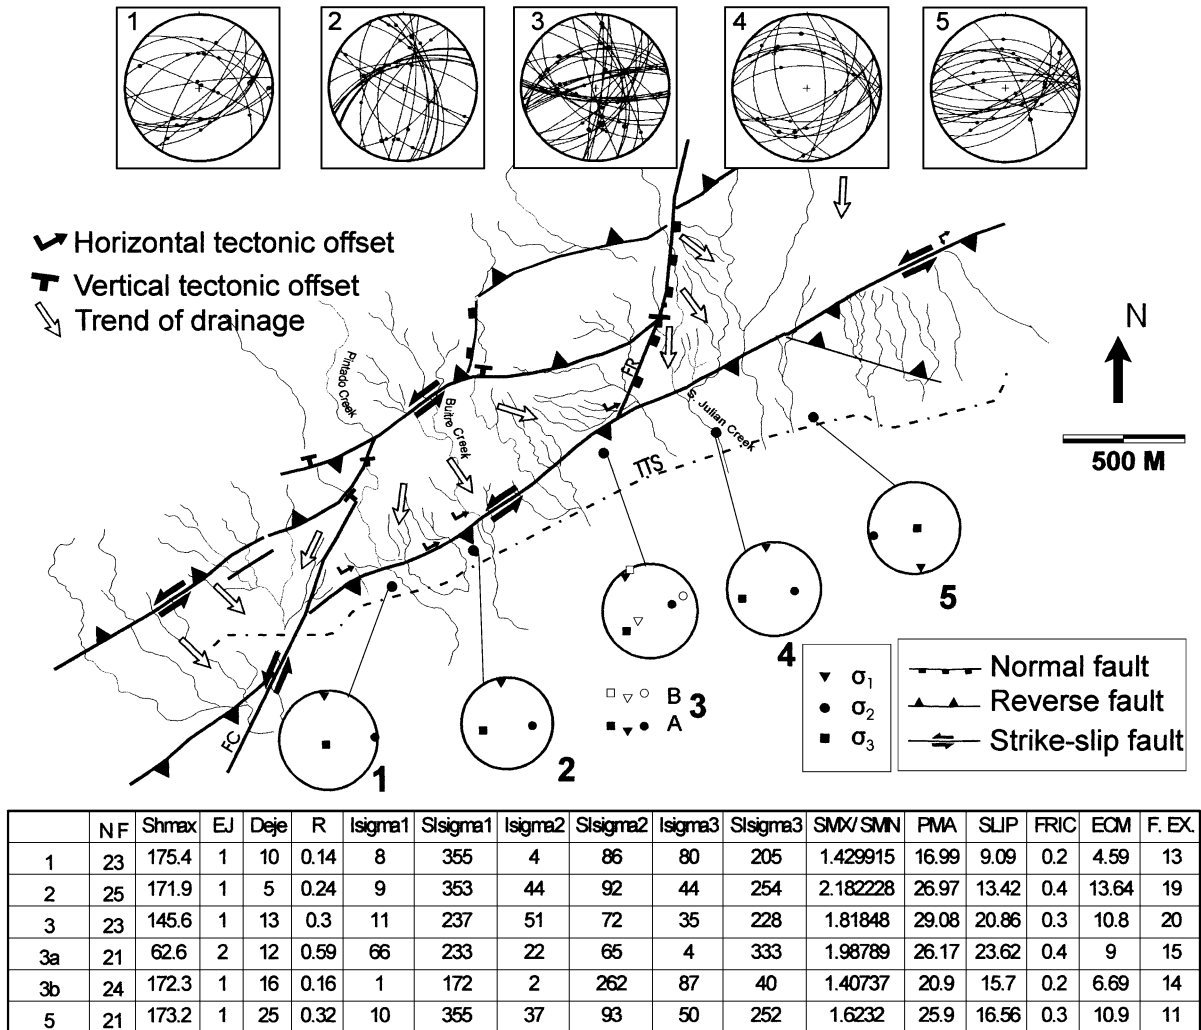 1
2
3
4
5
Horizontal tectonic offset
Vertical tectonic offset
Trend of drainage
Pintado Creek
Buitre Creek
FR
S. Julian Creek
TTS
FC
N
500 M
1
2
3
4
5
B
A
σ1
σ2
σ3
Normal fault
Reverse fault
Strike-slip fault
NF Shmax EJ Deje R Isigma1 SIsigma1 Isigma2 SIsigma2 Isigma3 SIsigma3 SMX/SMN PMA SLIP FRIC ECM F. EX.
1 23 175.4 1 10 0.14 8 355 4 86 80 205 1.429915 16.99 9.09 0.2 4.59 13
2 25 171.9 1 5 0.24 9 353 44 92 44 254 2.182228 26.97 13.42 0.4 13.64 19
3 23 145.6 1 13 0.3 11 237 51 72 35 228 1.81848 29.08 20.86 0.3 10.8 20
3a 21 62.6 2 12 0.59 66 233 22 65 4 333 1.98789 26.17 23.62 0.4 9 15
3b 24 172.3 1 16 0.16 1 172 2 262 87 40 1.40737 20.9 15.7 0.2 6.69 14
5 21 173.2 1 25 0.32 10 355 37 93 50 252 1.6232 25.9 16.56 0.3 10.9 11